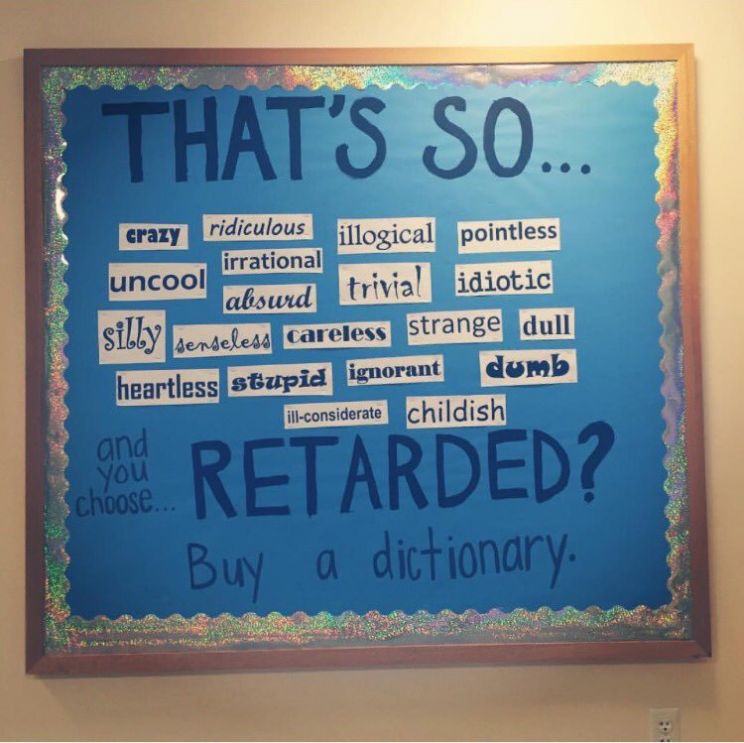 THAT'S SO...
crazy ridiculous illogical pointless
uncool irrational trivial idiotic
absurd
silly senseless careless strange dull
heartless stupid ignorant dumb
ill-considerate childish
and
you
choose... RETARDED?
Buy a dictionary.